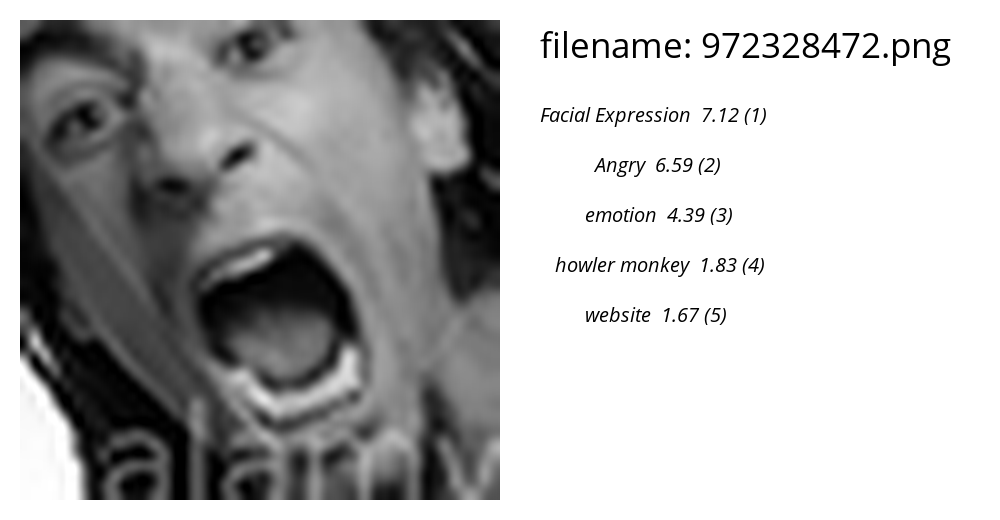 filename: 972328472.png
Facial Expression 7.12 (1)
Angry 6.59 (2)
emotion 4.39 (3)
howler monkey 1.83 (4)
website 1.67 (5)
alamy